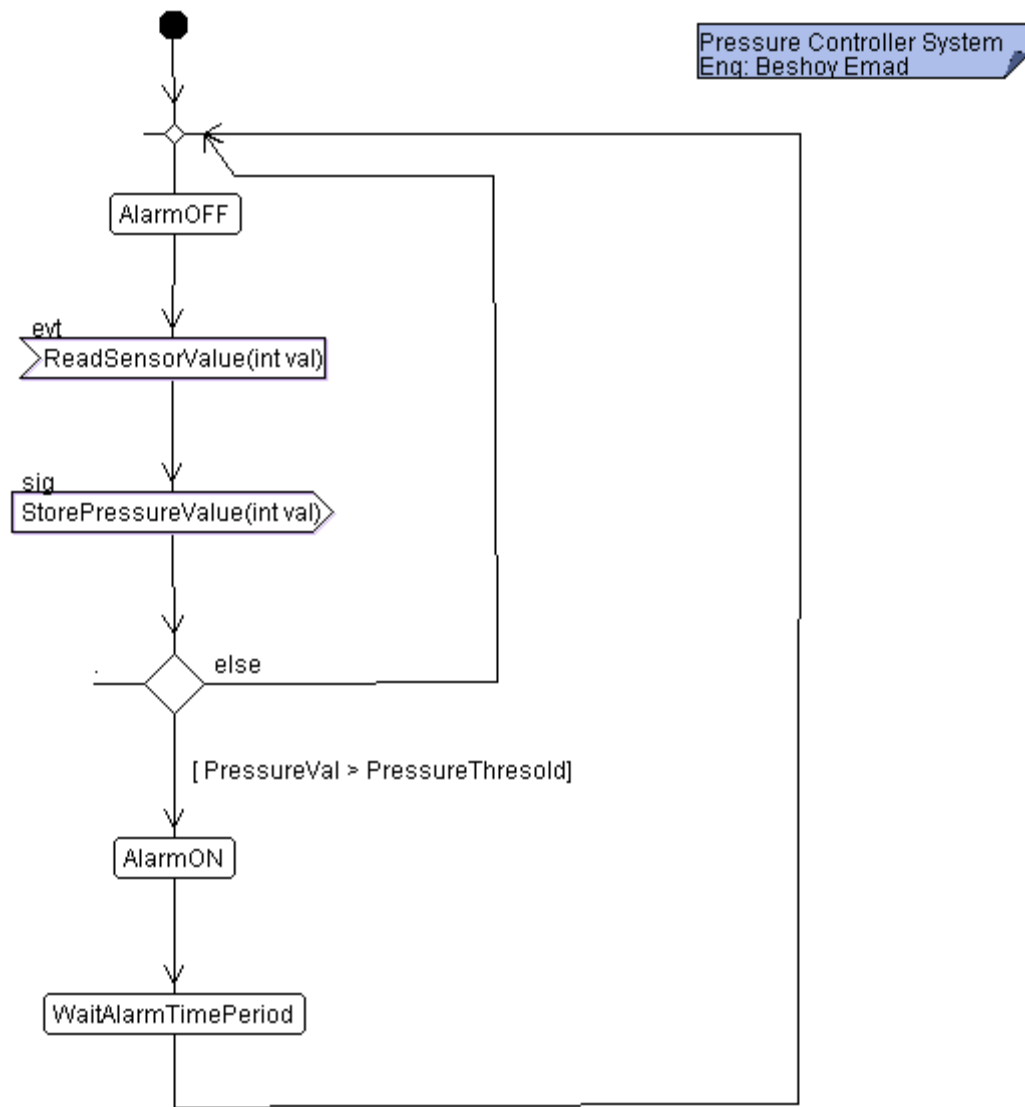 Pressure Controller System
Eng: Beshoy Emad
AlarmOFF
evt
ReadSensorValue(int val)
sig
StorePressureValue(int val)
else
[ PressureVal > PressureThresold]
AlarmON
WaitAlarmTimePeriod